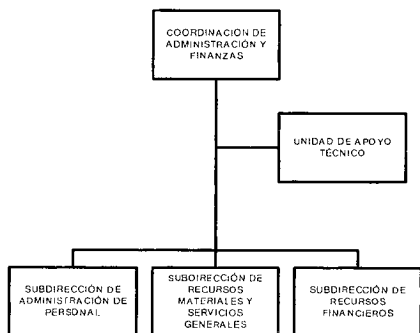 COORDINACION DE
ADMINISTRACIÓN Y
FINANZAS
UNIDAD DE APOYO
TÉCNICO
SUBDIRECCIÓN DE
ADMINISTRACIÓN DE
PERSONAL
SUBDIRECCIÓN DE
RECURSOS
MATERIALES Y
SERVICIOS
GENERALES
SUBDIRECCIÓN DE
RECURSOS
FINANCIEROS